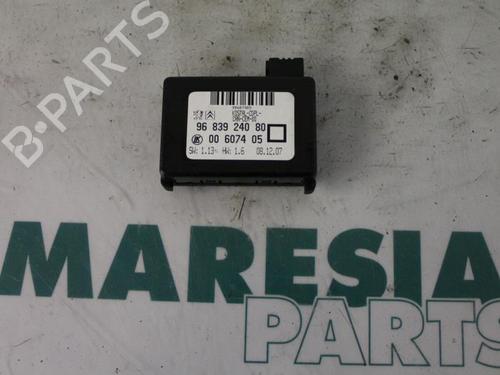 B-PARTS
96 839 240 80
00 6074 05
SW: 1.13 HW: 1.6 08.12.07
MARESIA
PARTS